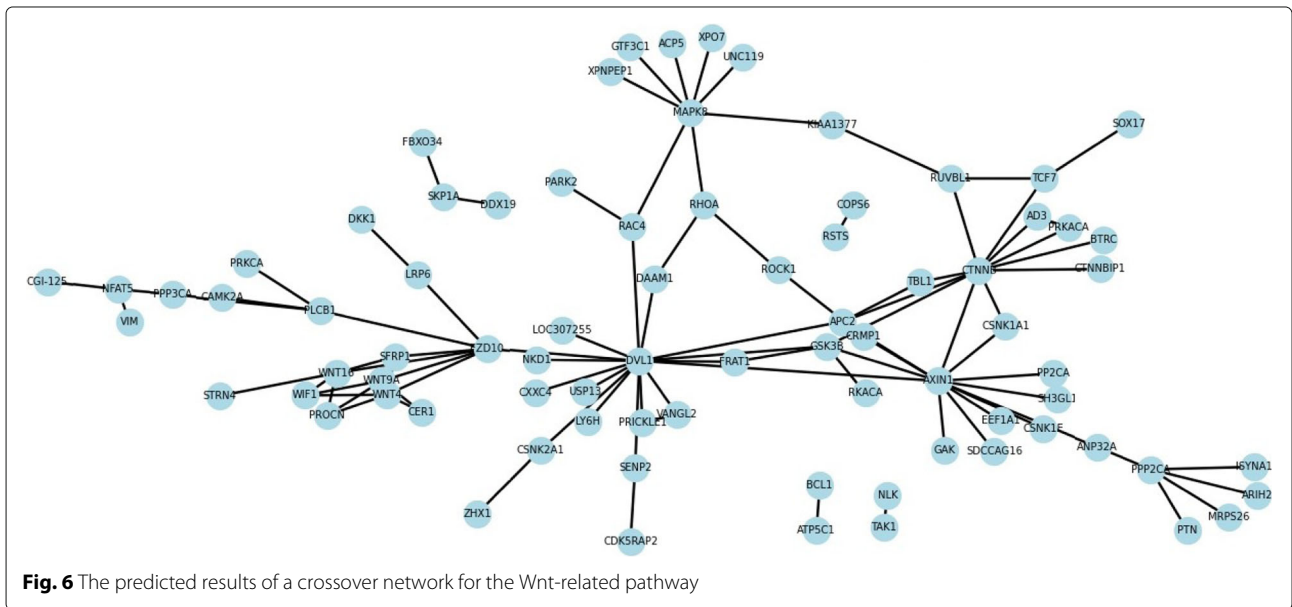 XPO7
ACP5
GTF3C1
UNC119
XPNPEP1
MAPK8
KIAA1377
SOX17
FBXO34
PARK2
RUVBL1
TCF7
SKP1A
DDX19
RHOA
COPS6
DKK1
RAC4
AD3
PRKACA
RSTS
BTRC
PRKCA
LRP6
DAAM1
ROCK1
CTNNB
CTNNBIP1
TBL1
CGI-125
NFAT5
PPP3CA
CAMK2A
PLCB1
VIM
LOC307255
APC2
CSNK1A1
CRMP1
FZD10
GSK3B
SFRP1
NKD1
DVL1
FRAT1
WNT16
WNT9A
AXIN1
PP2CA
STRN4
WIF1
WNT4
CXXC4
USP13
RKACA
SH3GL1
PROCN
CER1
LY6H
PRICKLE1
VANGL2
EEF1A1
CSNK1E
CSNK2A1
GAK
SDCCAG16
ANP32A
SENP2
PPP2CA
ISYNA1
BCL1
NLK
ARIH2
ZHX1
MRPS26
ATP5C1
TAK1
PTN
CDK5RAP2
Fig. 6 The predicted results of a crossover network for the Wnt-related pathway